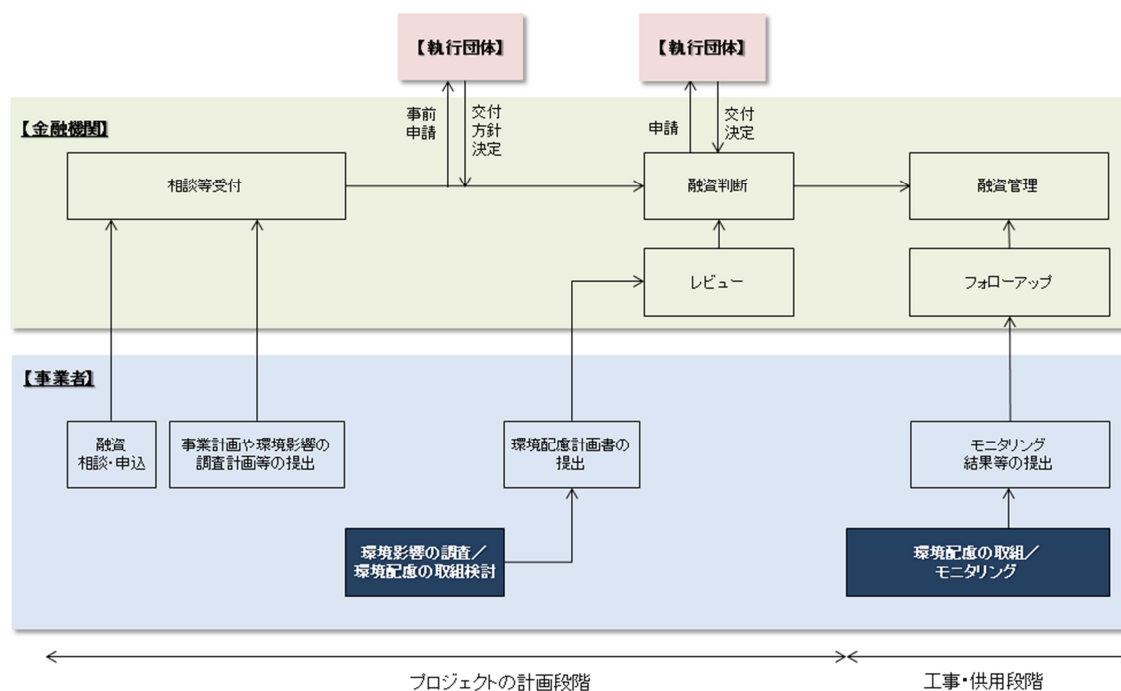 【執行団体】
【執行団体】
事前
申請
交付
方針
決定
申請
交付
決定
【金融機関】
相談等受付
融資判断
融資管理
レビュー
フォローアップ
【事業者】
融資
相談・申込
事業計画や環境影響の
調査計画等の提出
環境配慮計画書の
提出
モニタリング
結果等の提出
環境影響の調査／
環境配慮の取組検討
環境配慮の取組／
モニタリング
プロジェクトの計画段階
工事・供用段階